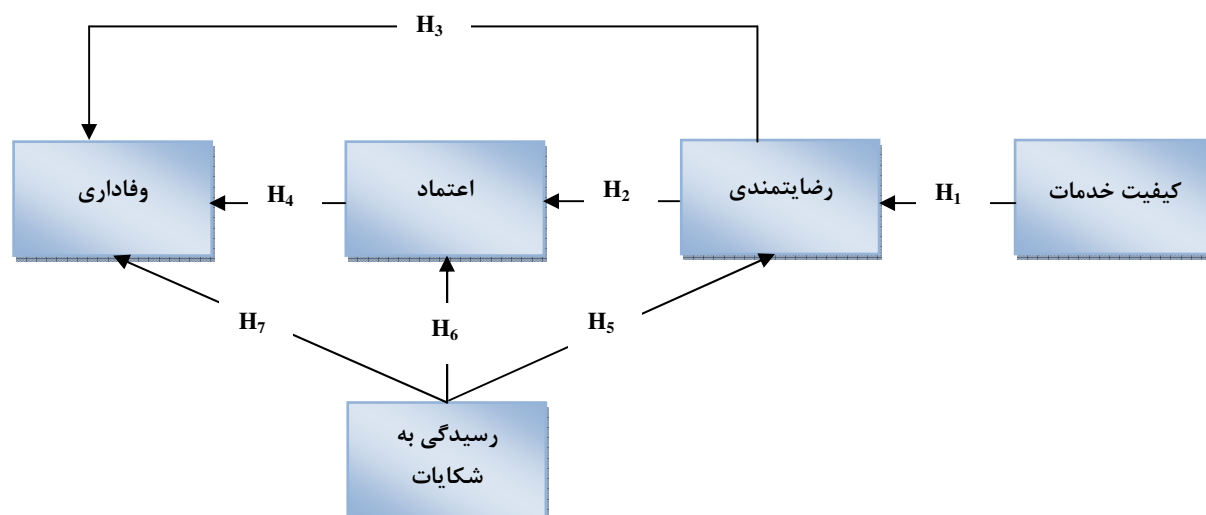 H₃
کیفیت خدمات
H₁
رضایتمندی
H₂
اعتماد
H₄
وفاداری
H₅
H₆
H₇
رسیدگی به
شکایات